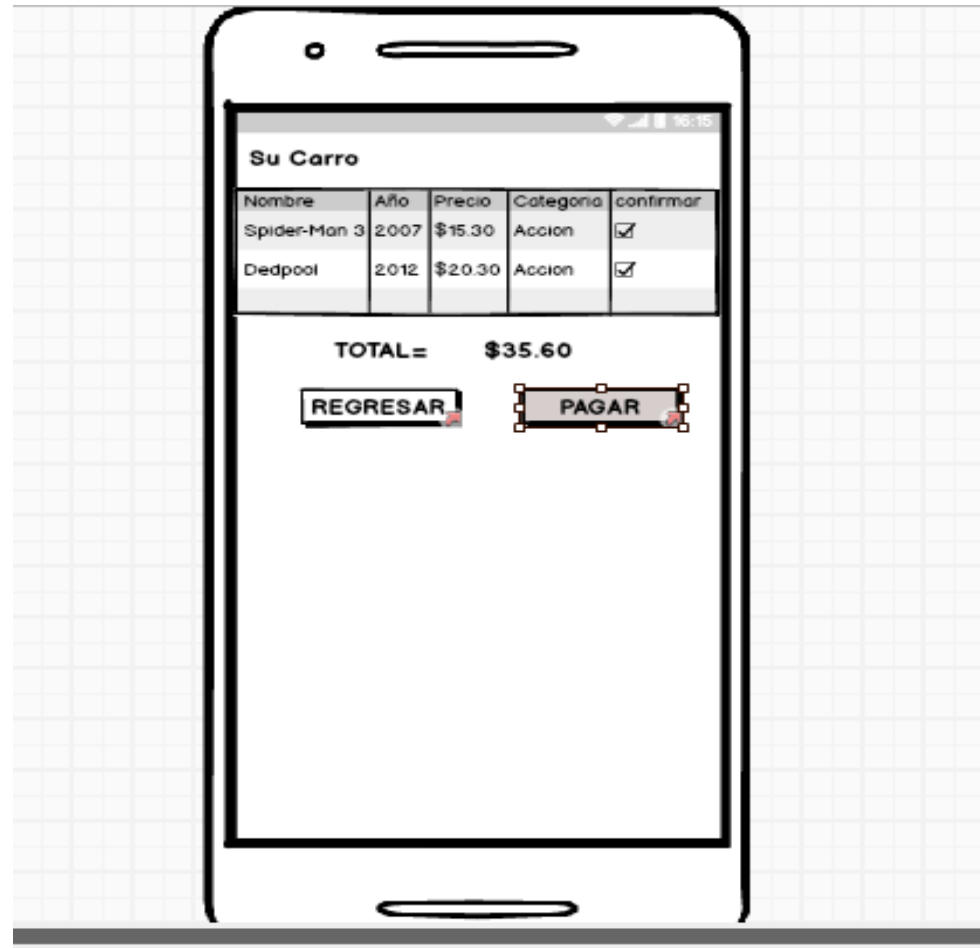 16:15
Su Carro
Nombre Año Precio Categoria confirmar
Spider-Man 3 2007 $15.30 Accion
Dedpool 2012 $20.30 Accion
TOTAL= $35.60
REGRESAR PAGAR